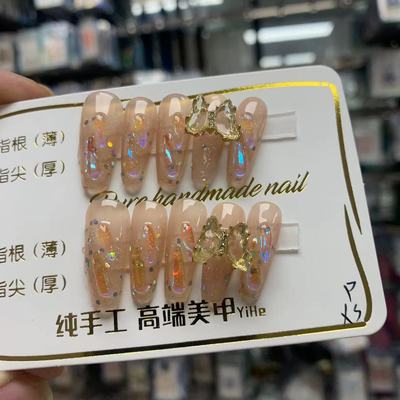 指根（薄）
指尖（厚）
Pure handmade nail
指根（薄）
指尖（厚）
纯手工 高端美甲 YiHe
P
XS